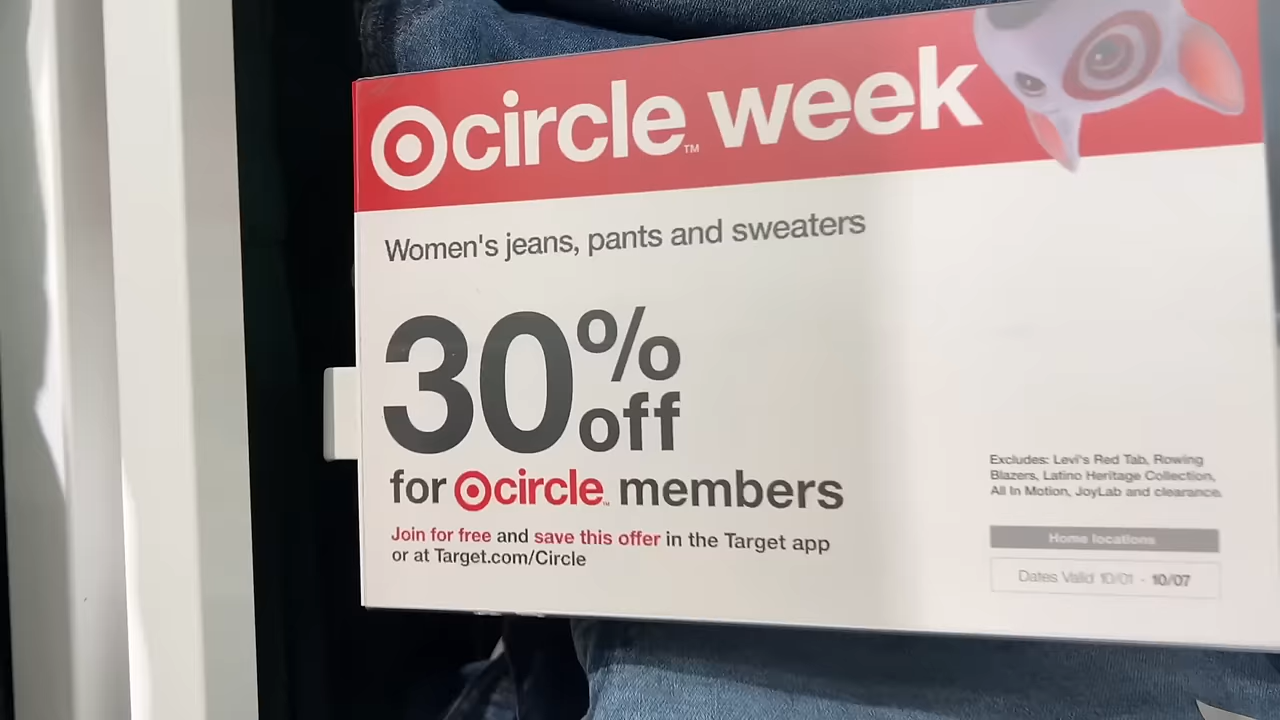 circle™ week
Women's jeans, pants and sweaters
30% off
for circle™ members
Join for free and save this offer in the Target app
or at Target.com/Circle
Excludes: Levi's Red Tab, Rowing
Blazers, Latino Heritage Collection,
All In Motion, JoyLab and clearance.
Home locations
Dates Valid 10/01 - 10/07